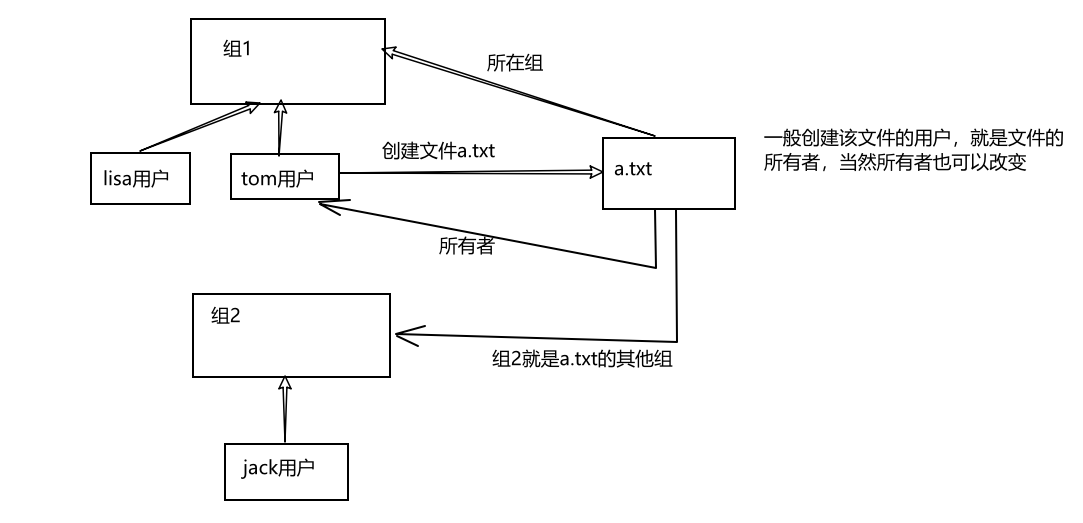 组1
所在组
一般创建该文件的用户，就是文件的
所有者，当然所有者也可以改变
创建文件a.txt
a.txt
lisa用户
tom用户
所有者
组2
组2就是a.txt的其他组
jack用户